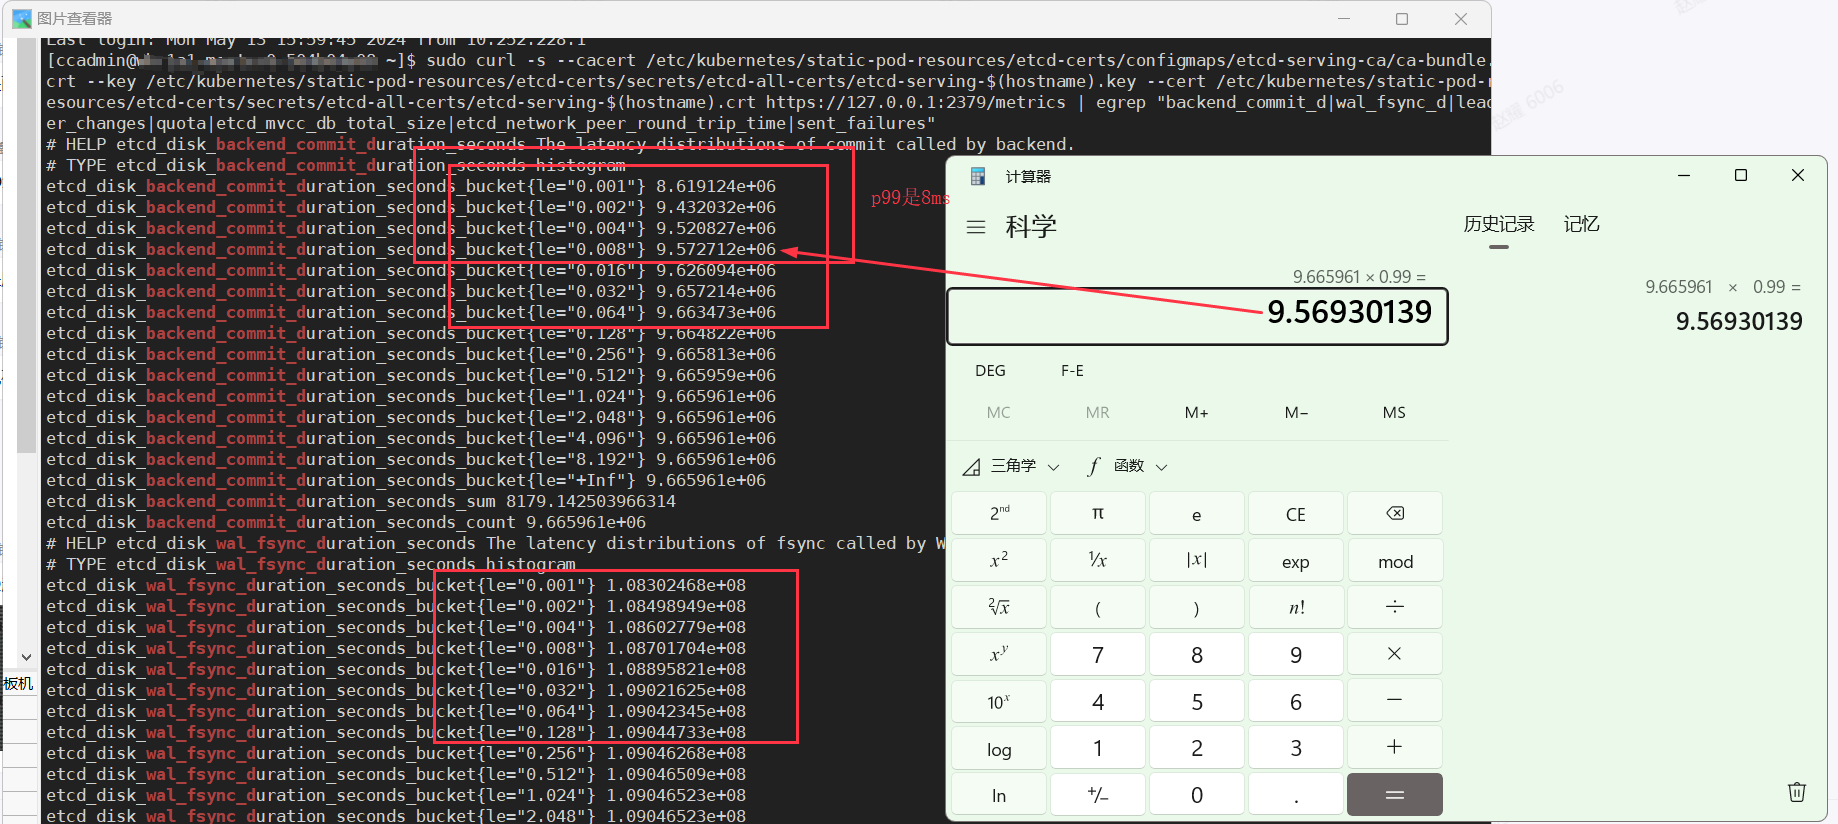 图片查看器
Last login: Mon May 13 15:59:45 2024 from 10.252.228.1
~]$ sudo curl -s --cacert /etc/kubernetes/static-pod-resources/etcd-certs/configmaps/etcd-serving-ca/ca-bundle.
crt --key /etc/kubernetes/static-pod-resources/etcd-certs/secrets/etcd-all-certs/etcd-serving-$(hostname).key --cert /etc/kubernetes/static-pod-r
esources/etcd-certs/secrets/etcd-all-certs/etcd-serving-$(hostname).crt https://127.0.0.1:2379/metrics | egrep "backend_commit_d|wal_fsync_d|lead
er_changes|quota|etcd_mvcc_db_total_size|etcd_network_peer_round_trip_time|sent_failures"
# HELP etcd_disk_backend_commit_duration_seconds The latency distributions of commit called by backend.
# TYPE etcd_disk_backend_commit_duration_seconds histogram
etcd_disk_backend_commit_duration_seconds_bucket{le="0.001"} 8.619124e+06
etcd_disk_backend_commit_duration_seconds_bucket{le="0.002"} 9.432032e+06
etcd_disk_backend_commit_duration_seconds_bucket{le="0.004"} 9.520827e+06
etcd_disk_backend_commit_duration_seconds_bucket{le="0.008"} 9.572712e+06
etcd_disk_backend_commit_duration_seconds_bucket{le="0.016"} 9.626094e+06
etcd_disk_backend_commit_duration_seconds_bucket{le="0.032"} 9.657214e+06
etcd_disk_backend_commit_duration_seconds_bucket{le="0.064"} 9.663473e+06
etcd_disk_backend_commit_duration_seconds_bucket{le="0.128"} 9.664822e+06
etcd_disk_backend_commit_duration_seconds_bucket{le="0.256"} 9.665813e+06
etcd_disk_backend_commit_duration_seconds_bucket{le="0.512"} 9.665959e+06
etcd_disk_backend_commit_duration_seconds_bucket{le="1.024"} 9.665961e+06
etcd_disk_backend_commit_duration_seconds_bucket{le="2.048"} 9.665961e+06
etcd_disk_backend_commit_duration_seconds_bucket{le="4.096"} 9.665961e+06
etcd_disk_backend_commit_duration_seconds_bucket{le="8.192"} 9.665961e+06
etcd_disk_backend_commit_duration_seconds_bucket{le="+Inf"} 9.665961e+06
etcd_disk_backend_commit_duration_seconds_sum 8179.142503966314
etcd_disk_backend_commit_duration_seconds_count 9.665961e+06
# HELP etcd_disk_wal_fsync_duration_seconds The latency distributions of fsync called by W
# TYPE etcd_disk_wal_fsync_duration_seconds histogram
etcd_disk_wal_fsync_duration_seconds_bucket{le="0.001"} 1.08302468e+08
etcd_disk_wal_fsync_duration_seconds_bucket{le="0.002"} 1.08498949e+08
etcd_disk_wal_fsync_duration_seconds_bucket{le="0.004"} 1.08602779e+08
etcd_disk_wal_fsync_duration_seconds_bucket{le="0.008"} 1.08701704e+08
etcd_disk_wal_fsync_duration_seconds_bucket{le="0.016"} 1.08895821e+08
etcd_disk_wal_fsync_duration_seconds_bucket{le="0.032"} 1.09021625e+08
etcd_disk_wal_fsync_duration_seconds_bucket{le="0.064"} 1.09042345e+08
etcd_disk_wal_fsync_duration_seconds_bucket{le="0.128"} 1.09044733e+08
etcd_disk_wal_fsync_duration_seconds_bucket{le="0.256"} 1.09046268e+08
etcd_disk_wal_fsync_duration_seconds_bucket{le="0.512"} 1.09046509e+08
etcd_disk_wal_fsync_duration_seconds_bucket{le="1.024"} 1.09046523e+08
etcd_disk_wal_fsync_duration_seconds_bucket{le="2.048"} 1.09046523e+08
p99是8ms
板机
计算器
科学
历史记录 记忆
9.665961 × 0.99 =
9.56930139
9.665961 × 0.99 =
9.56930139
DEG F-E
MC MR M+ M− MS
三角学 函数
2nd π e CE
x² ¹/x |x| exp mod
²√x ( ) n! ÷
xʸ 7 8 9 ×
10ˣ 4 5 6 −
log 1 2 3 +
ln +/− 0 . =
6006